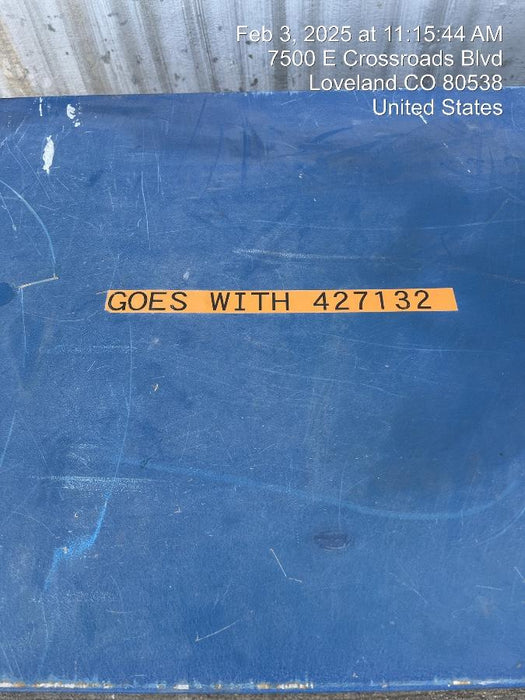 Feb 3, 2025 at 11:15:44 AM
7500 E Crossroads Blvd
Loveland CO 80538
United States
GOES WITH 427132